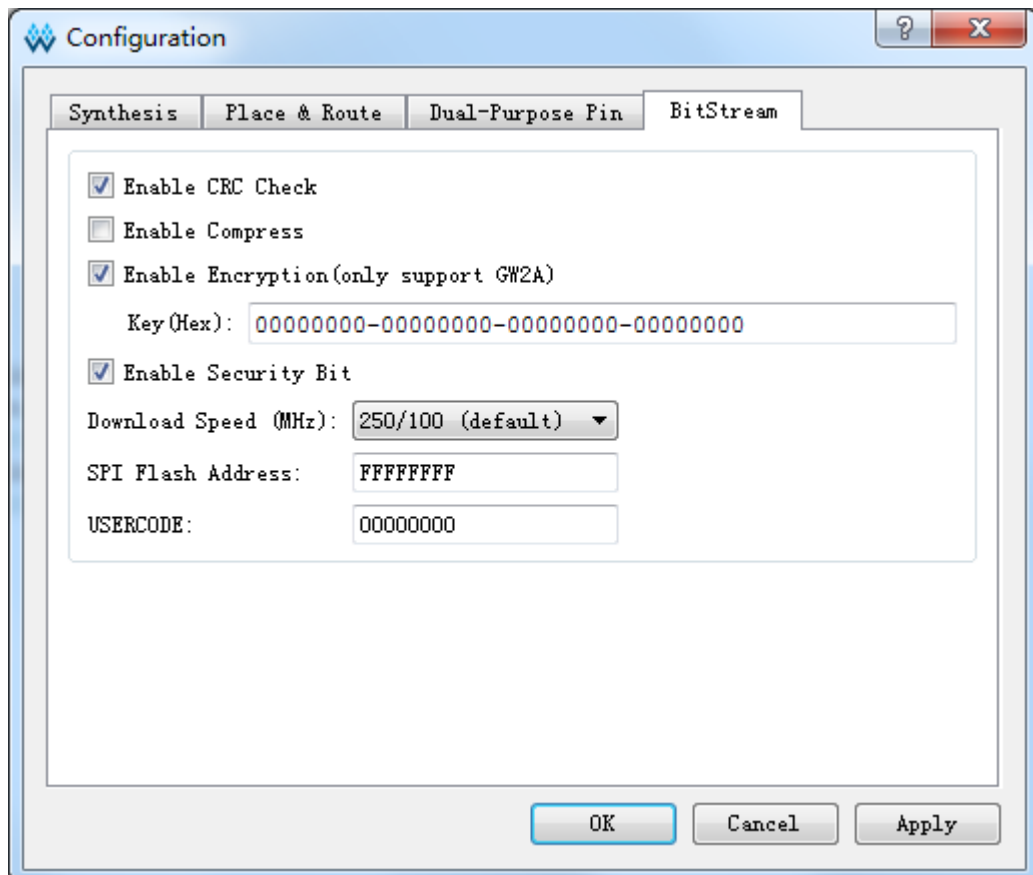 Configuration
Synthesis Place & Route Dual-Purpose Pin BitStream
Enable CRC Check
Enable Compress
Enable Encryption(only support GW2A)
Key(Hex): 00000000-00000000-00000000-00000000
Enable Security Bit
Download Speed (MHz): 250/100 (default)
SPI Flash Address: FFFFFFFF
USERCODE: 00000000
OK Cancel Apply